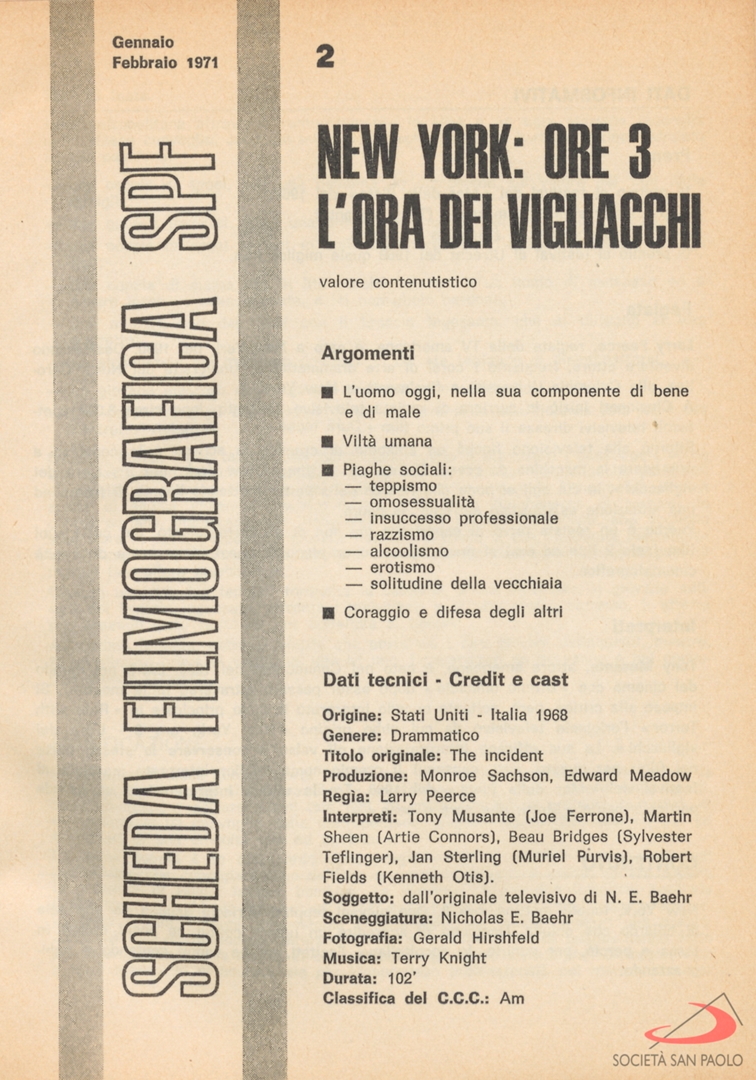 Gennaio
Febbraio 1971
SCHEDA FILMOGRAFICA SPF
2
NEW YORK: ORE 3
L'ORA DEI VIGLIACCHI
valore contenutistico
Argomenti
■ L'uomo oggi, nella sua componente di bene
e di male
■ Viltà umana
■ Piaghe sociali:
— teppismo
— omosessualità
— insuccesso professionale
— razzismo
— alcoolismo
— erotismo
— solitudine della vecchiaia
■ Coraggio e difesa degli altri
Dati tecnici - Credit e cast
Origine: Stati Uniti - Italia 1968
Genere: Drammatico
Titolo originale: The incident
Produzione: Monroe Sachson, Edward Meadow
Regìa: Larry Peerce
Interpreti: Tony Musante (Joe Ferrone), Martin
Sheen (Artie Connors), Beau Bridges (Sylvester
Teflinger), Jan Sterling (Muriel Purvis), Robert
Fields (Kenneth Otis).
Soggetto: dall'originale televisivo di N. E. Baehr
Sceneggiatura: Nicholas E. Baehr
Fotografia: Gerald Hirshfeld
Musica: Terry Knight
Durata: 102'
Classifica del C.C.C.: Am
SOCIETÀ SAN PAOLO